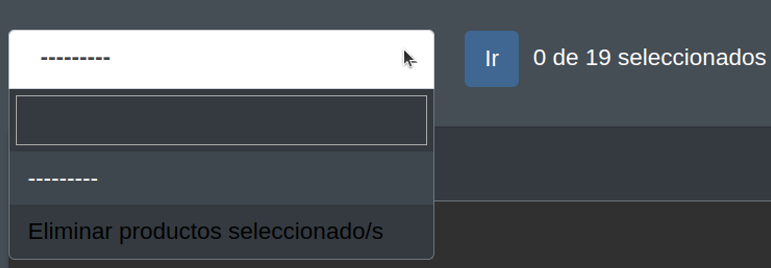 ---------
Ir
0 de 19 seleccionados
---------
Eliminar productos seleccionado/s